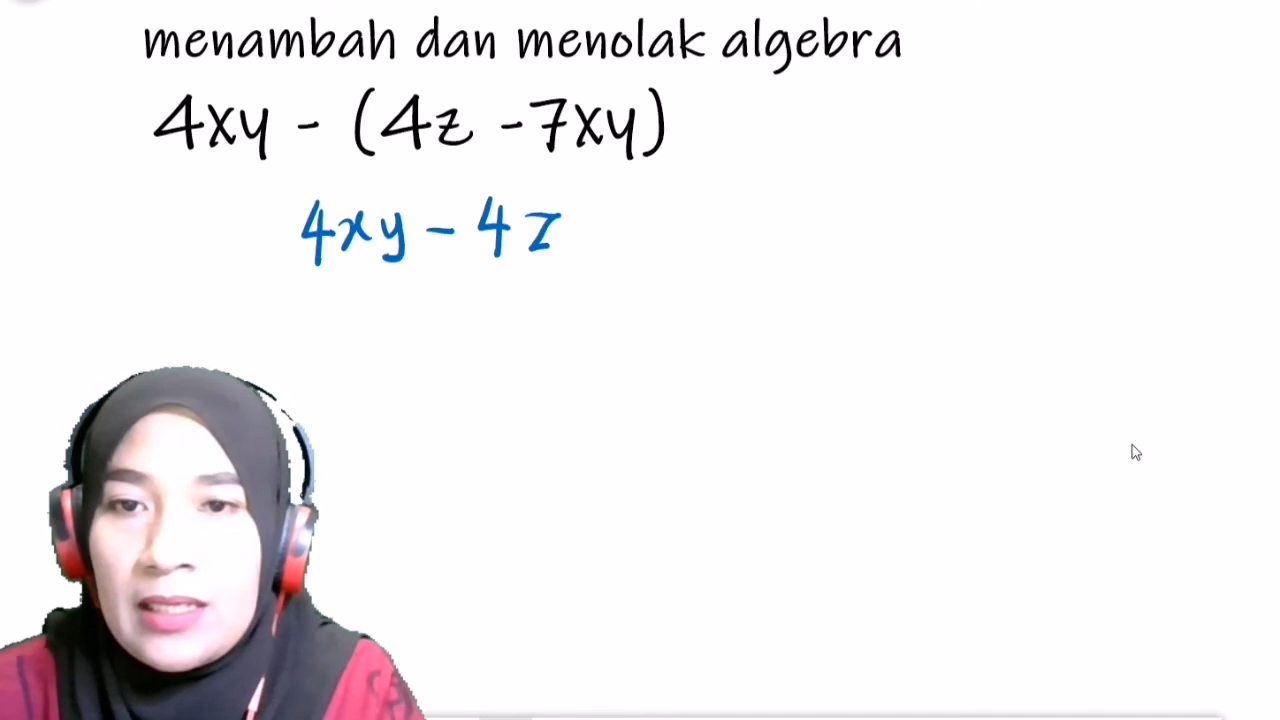 menambah dan menolak algebra
4xy - (4z -7xy)
4xy - 4z